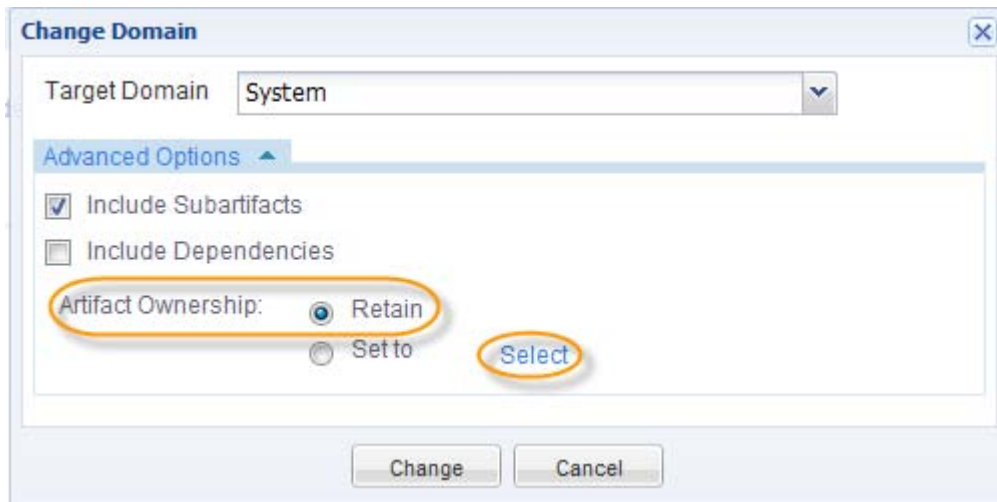 Change Domain
Target Domain System
Advanced Options
Include Subartifacts
Include Dependencies
Artifact Ownership: Retain
Set to Select
Change Cancel